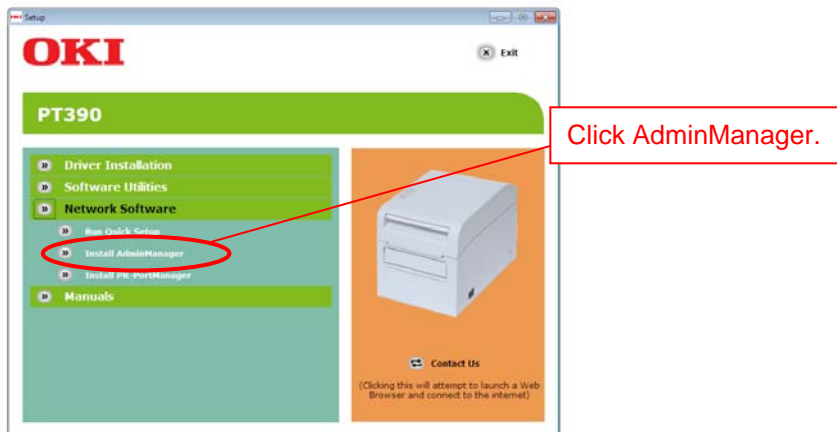 Setup
OKI
Exit
PT390
Click AdminManager.
Driver Installation
Software Utilities
Network Software
Run Quick Setup
Install AdminManager
Install PR-PortManager
Manuals
Contact Us
(Clicking this will attempt to launch a Web
Browser and connect to the internet)